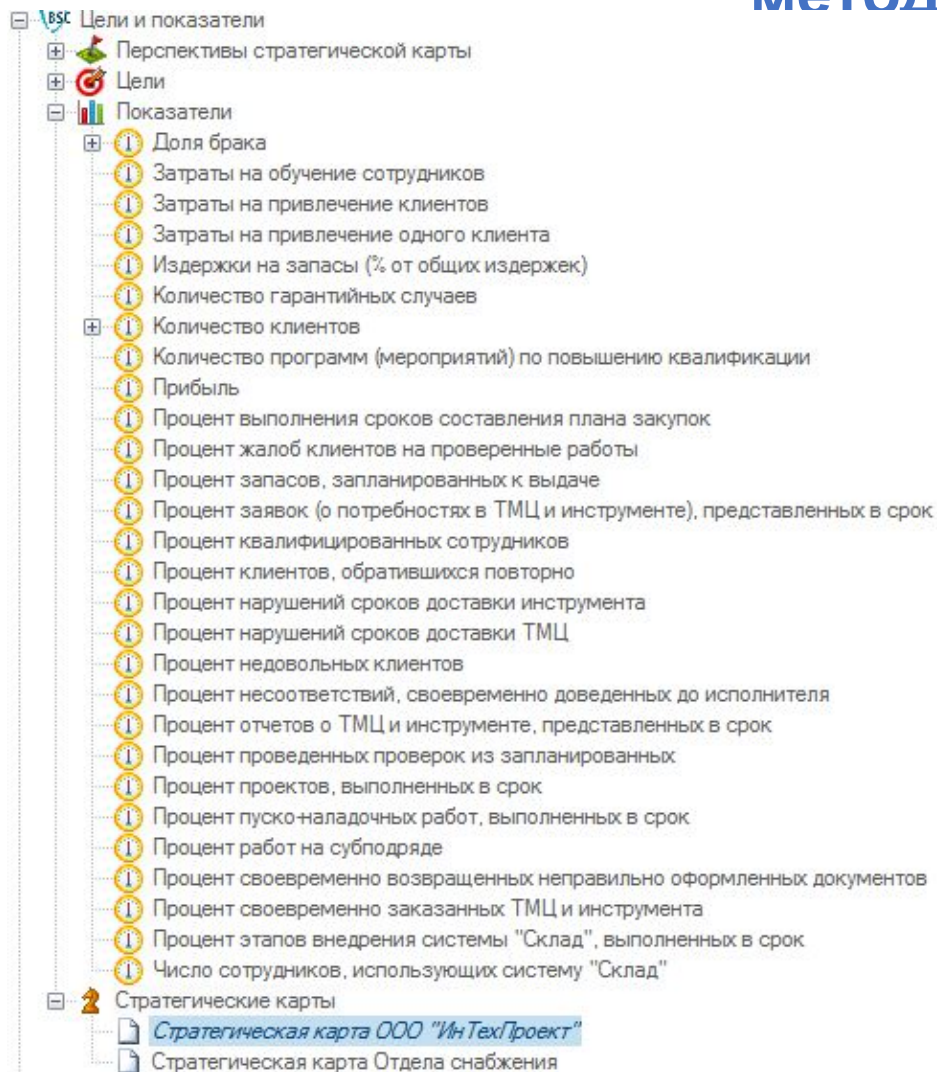 Метод
BSC Цели и показатели
Перспективы стратегической карты
Цели
Показатели
Доля брака
Затраты на обучение сотрудников
Затраты на привлечение клиентов
Затраты на привлечение одного клиента
Издержки на запасы (% от общих издержек)
Количество гарантийных случаев
Количество клиентов
Количество программ (мероприятий) по повышению квалификации
Прибыль
Процент выполнения сроков составления плана закупок
Процент жалоб клиентов на проверенные работы
Процент запасов, запланированных к выдаче
Процент заявок (о потребностях в ТМЦ и инструменте), представленных в срок
Процент квалифицированных сотрудников
Процент клиентов, обратившихся повторно
Процент нарушений сроков доставки инструмента
Процент нарушений сроков доставки ТМЦ
Процент недовольных клиентов
Процент несоответствий, своевременно доведенных до исполнителя
Процент отчетов о ТМЦ и инструменте, представленных в срок
Процент проведенных проверок из запланированных
Процент проектов, выполненных в срок
Процент пуско-наладочных работ, выполненных в срок
Процент работ на субподряде
Процент своевременно возвращенных неправильно оформленных документов
Процент своевременно заказанных ТМЦ и инструмента
Процент этапов внедрения системы "Склад", выполненных в срок
Число сотрудников, использующих систему "Склад"
Стратегические карты
Стратегическая карта ООО "ИнТехПроект"
Стратегическая карта Отдела снабжения